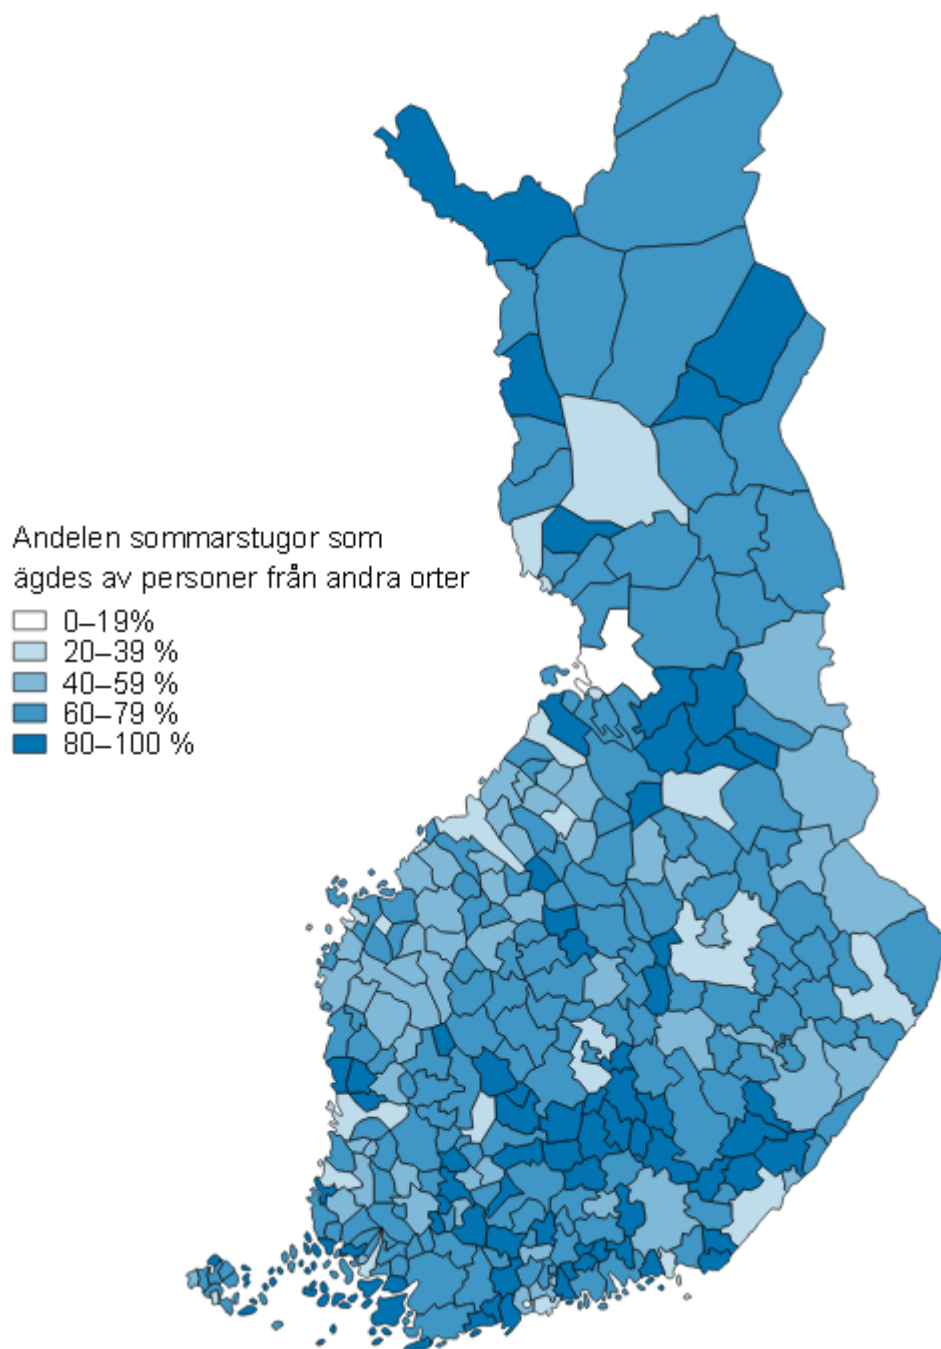 Andelen sommarstugor som
ägdes av personer från andra orter
0–19%
20–39 %
40–59 %
60–79 %
80–100 %